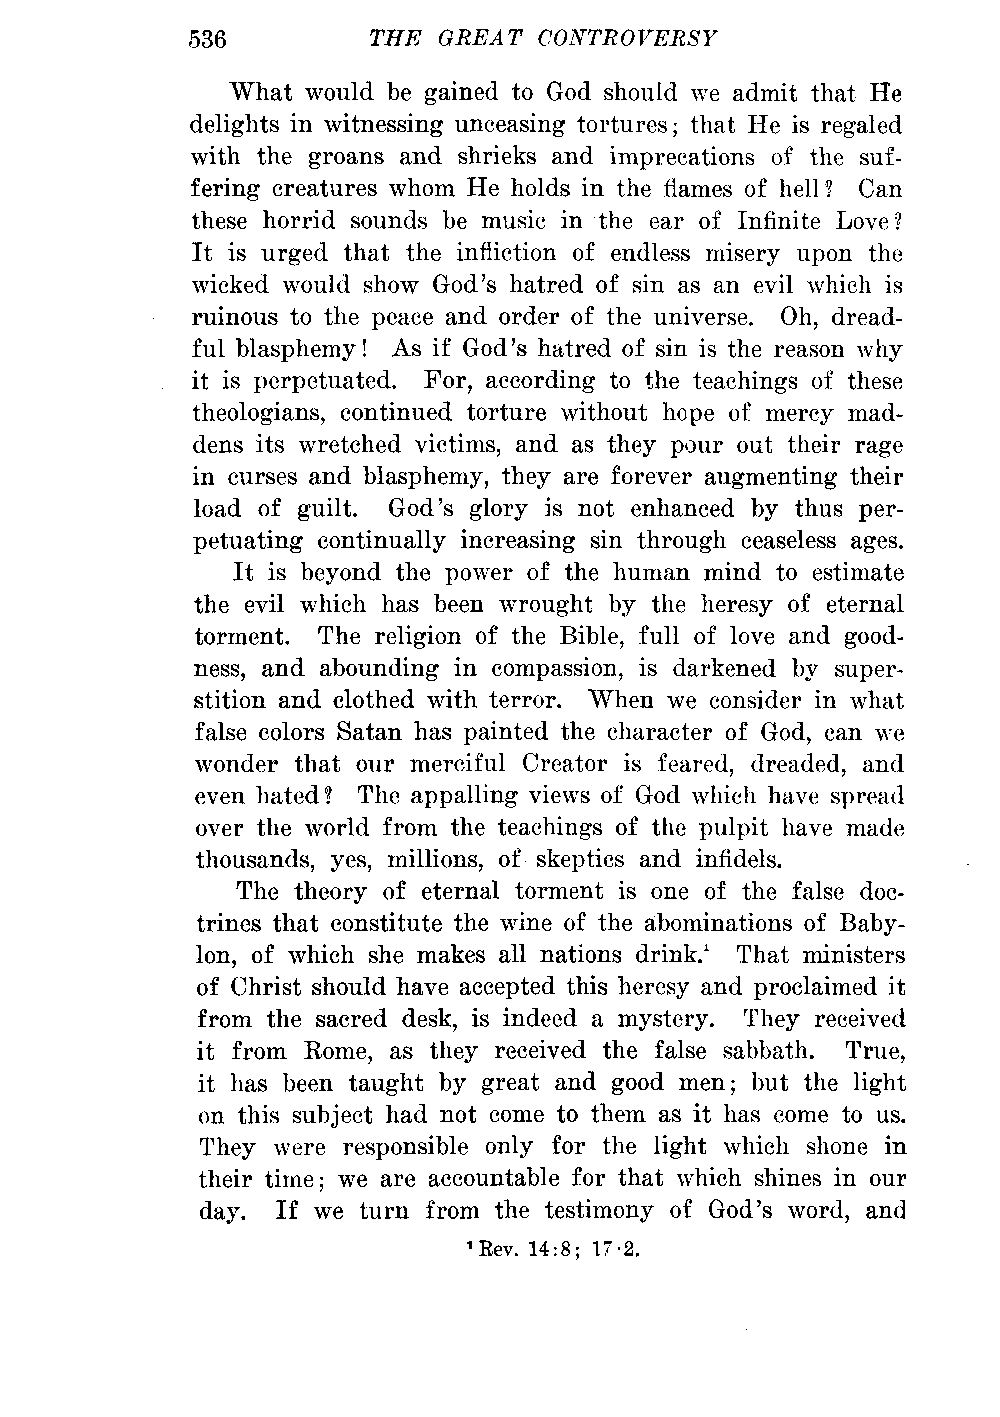 536 THE GREAT CONTROVERSY
What would be gained to God should we admit that He
delights in witnessing unceasing tortures; that He is regaled
with the groans and shrieks and imprecations of the suf-
fering creatures whom He holds in the flames of hell? Can
these horrid sounds be music in the ear of Infinite Love?
It is urged that the infliction of endless misery upon the
wicked would show God's hatred of sin as an evil which is
ruinous to the peace and order of the universe. Oh, dread-
ful blasphemy! As if God's hatred of sin is the reason why
it is perpetuated. For, according to the teachings of these
theologians, continued torture without hope of mercy mad-
dens its wretched victims, and as they pour out their rage
in curses and blasphemy, they are forever augmenting their
load of guilt. God's glory is not enhanced by thus per-
petuating continually increasing sin through ceaseless ages.
It is beyond the power of the human mind to estimate
the evil which has been wrought by the heresy of eternal
torment. The religion of the Bible, full of love and good-
ness, and abounding in compassion, is darkened by super-
stition and clothed with terror. When we consider in what
false colors Satan has painted the character of God, can we
wonder that our merciful Creator is feared, dreaded, and
even hated? The appalling views of God which have spread
over the world from the teachings of the pulpit have made
thousands, yes, millions, of skeptics and infidels.
The theory of eternal torment is one of the false doc-
trines that constitute the wine of the abominations of Baby-
lon, of which she makes all nations drink.¹ That ministers
of Christ should have accepted this heresy and proclaimed it
from the sacred desk, is indeed a mystery. They received
it from Rome, as they received the false sabbath. True,
it has been taught by great and good men; but the light
on this subject had not come to them as it has come to us.
They were responsible only for the light which shone in
their time; we are accountable for that which shines in our
day. If we turn from the testimony of God's word, and
¹ Rev. 14:8; 17:2.